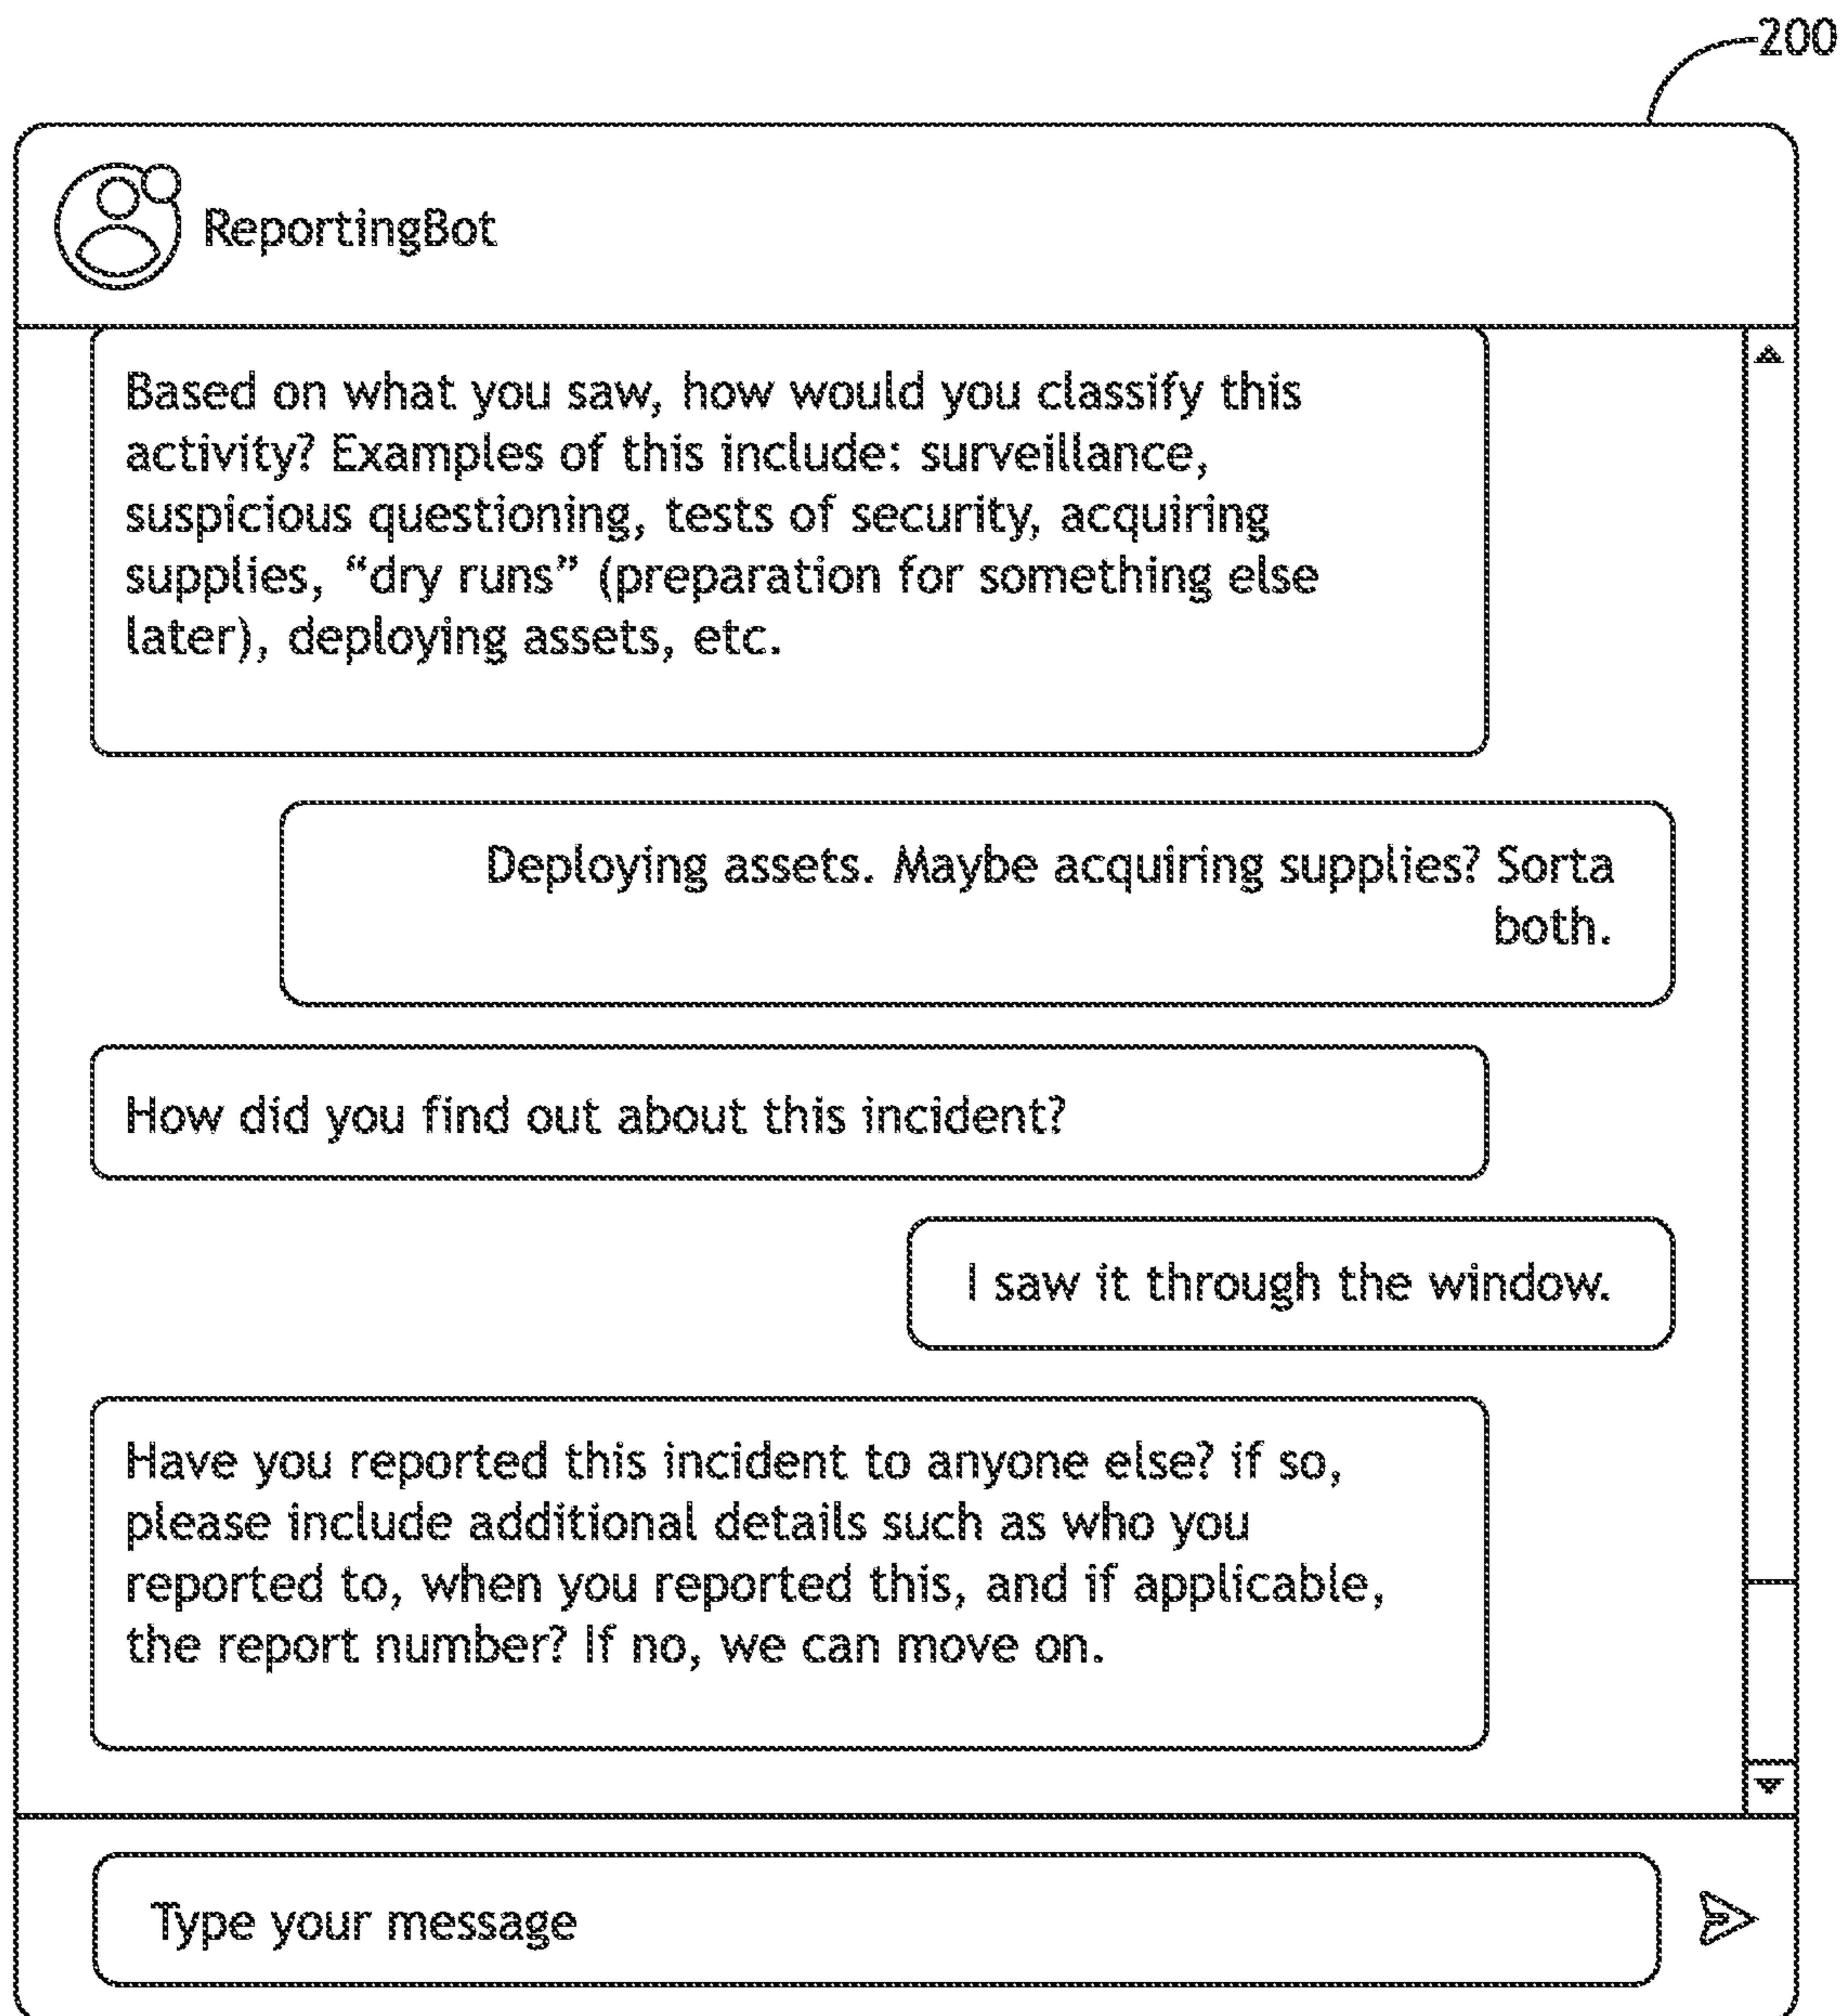 200
ReportingBot
Based on what you saw, how would you classify this
activity? Examples of this include: surveillance,
suspicious questioning, tests of security, acquiring
supplies, “dry runs” (preparation for something else
later), deploying assets, etc.
Deploying assets. Maybe acquiring supplies? Sorta
both.
How did you find out about this incident?
I saw it through the window.
Have you reported this incident to anyone else? if so,
please include additional details such as who you
reported to, when you reported this, and if applicable,
the report number? If no, we can move on.
Type your message